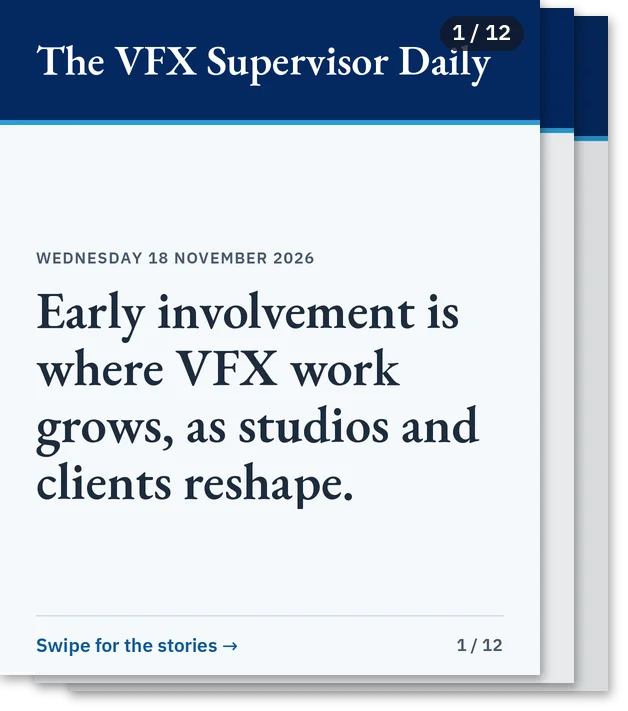 1 / 12
The VFX Supervisor Daily
WEDNESDAY 18 NOVEMBER 2026
Early involvement is
where VFX work
grows, as studios and
clients reshape.
Swipe for the stories →
1 / 12